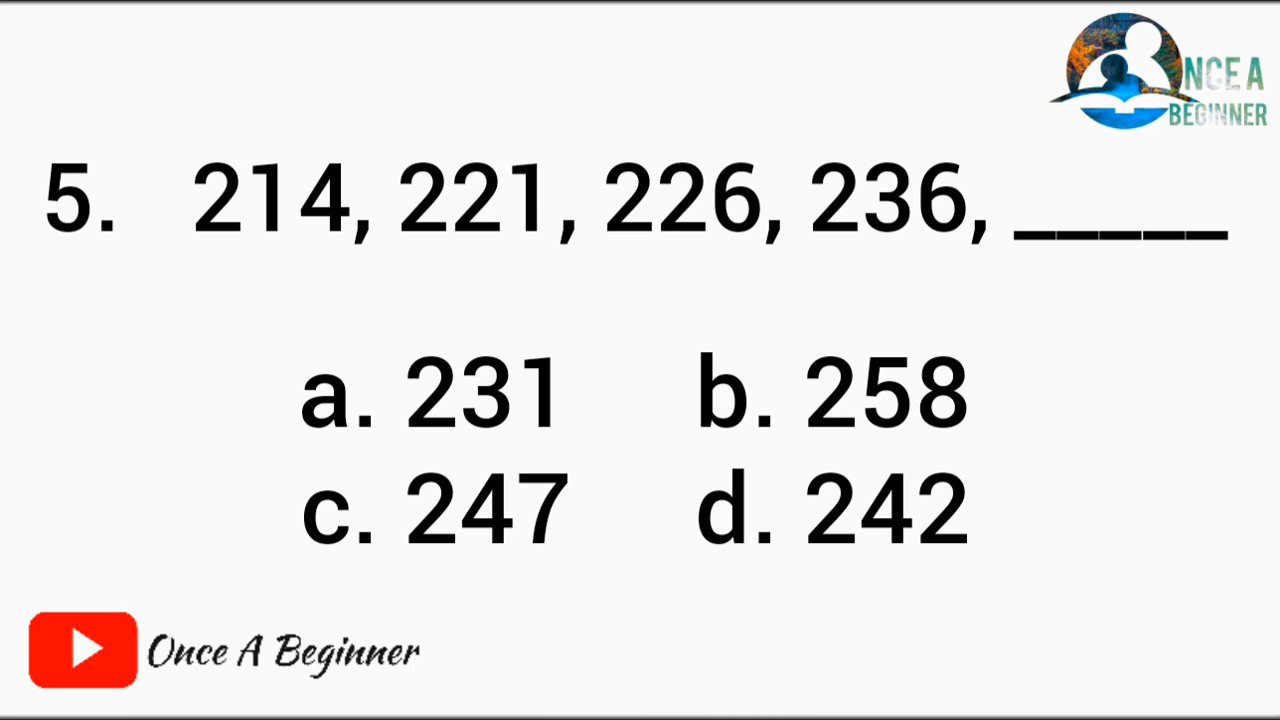 NCE A
BEGINNER
5. 214, 221, 226, 236, _____
a. 231 b. 258
c. 247 d. 242
Once A Beginner